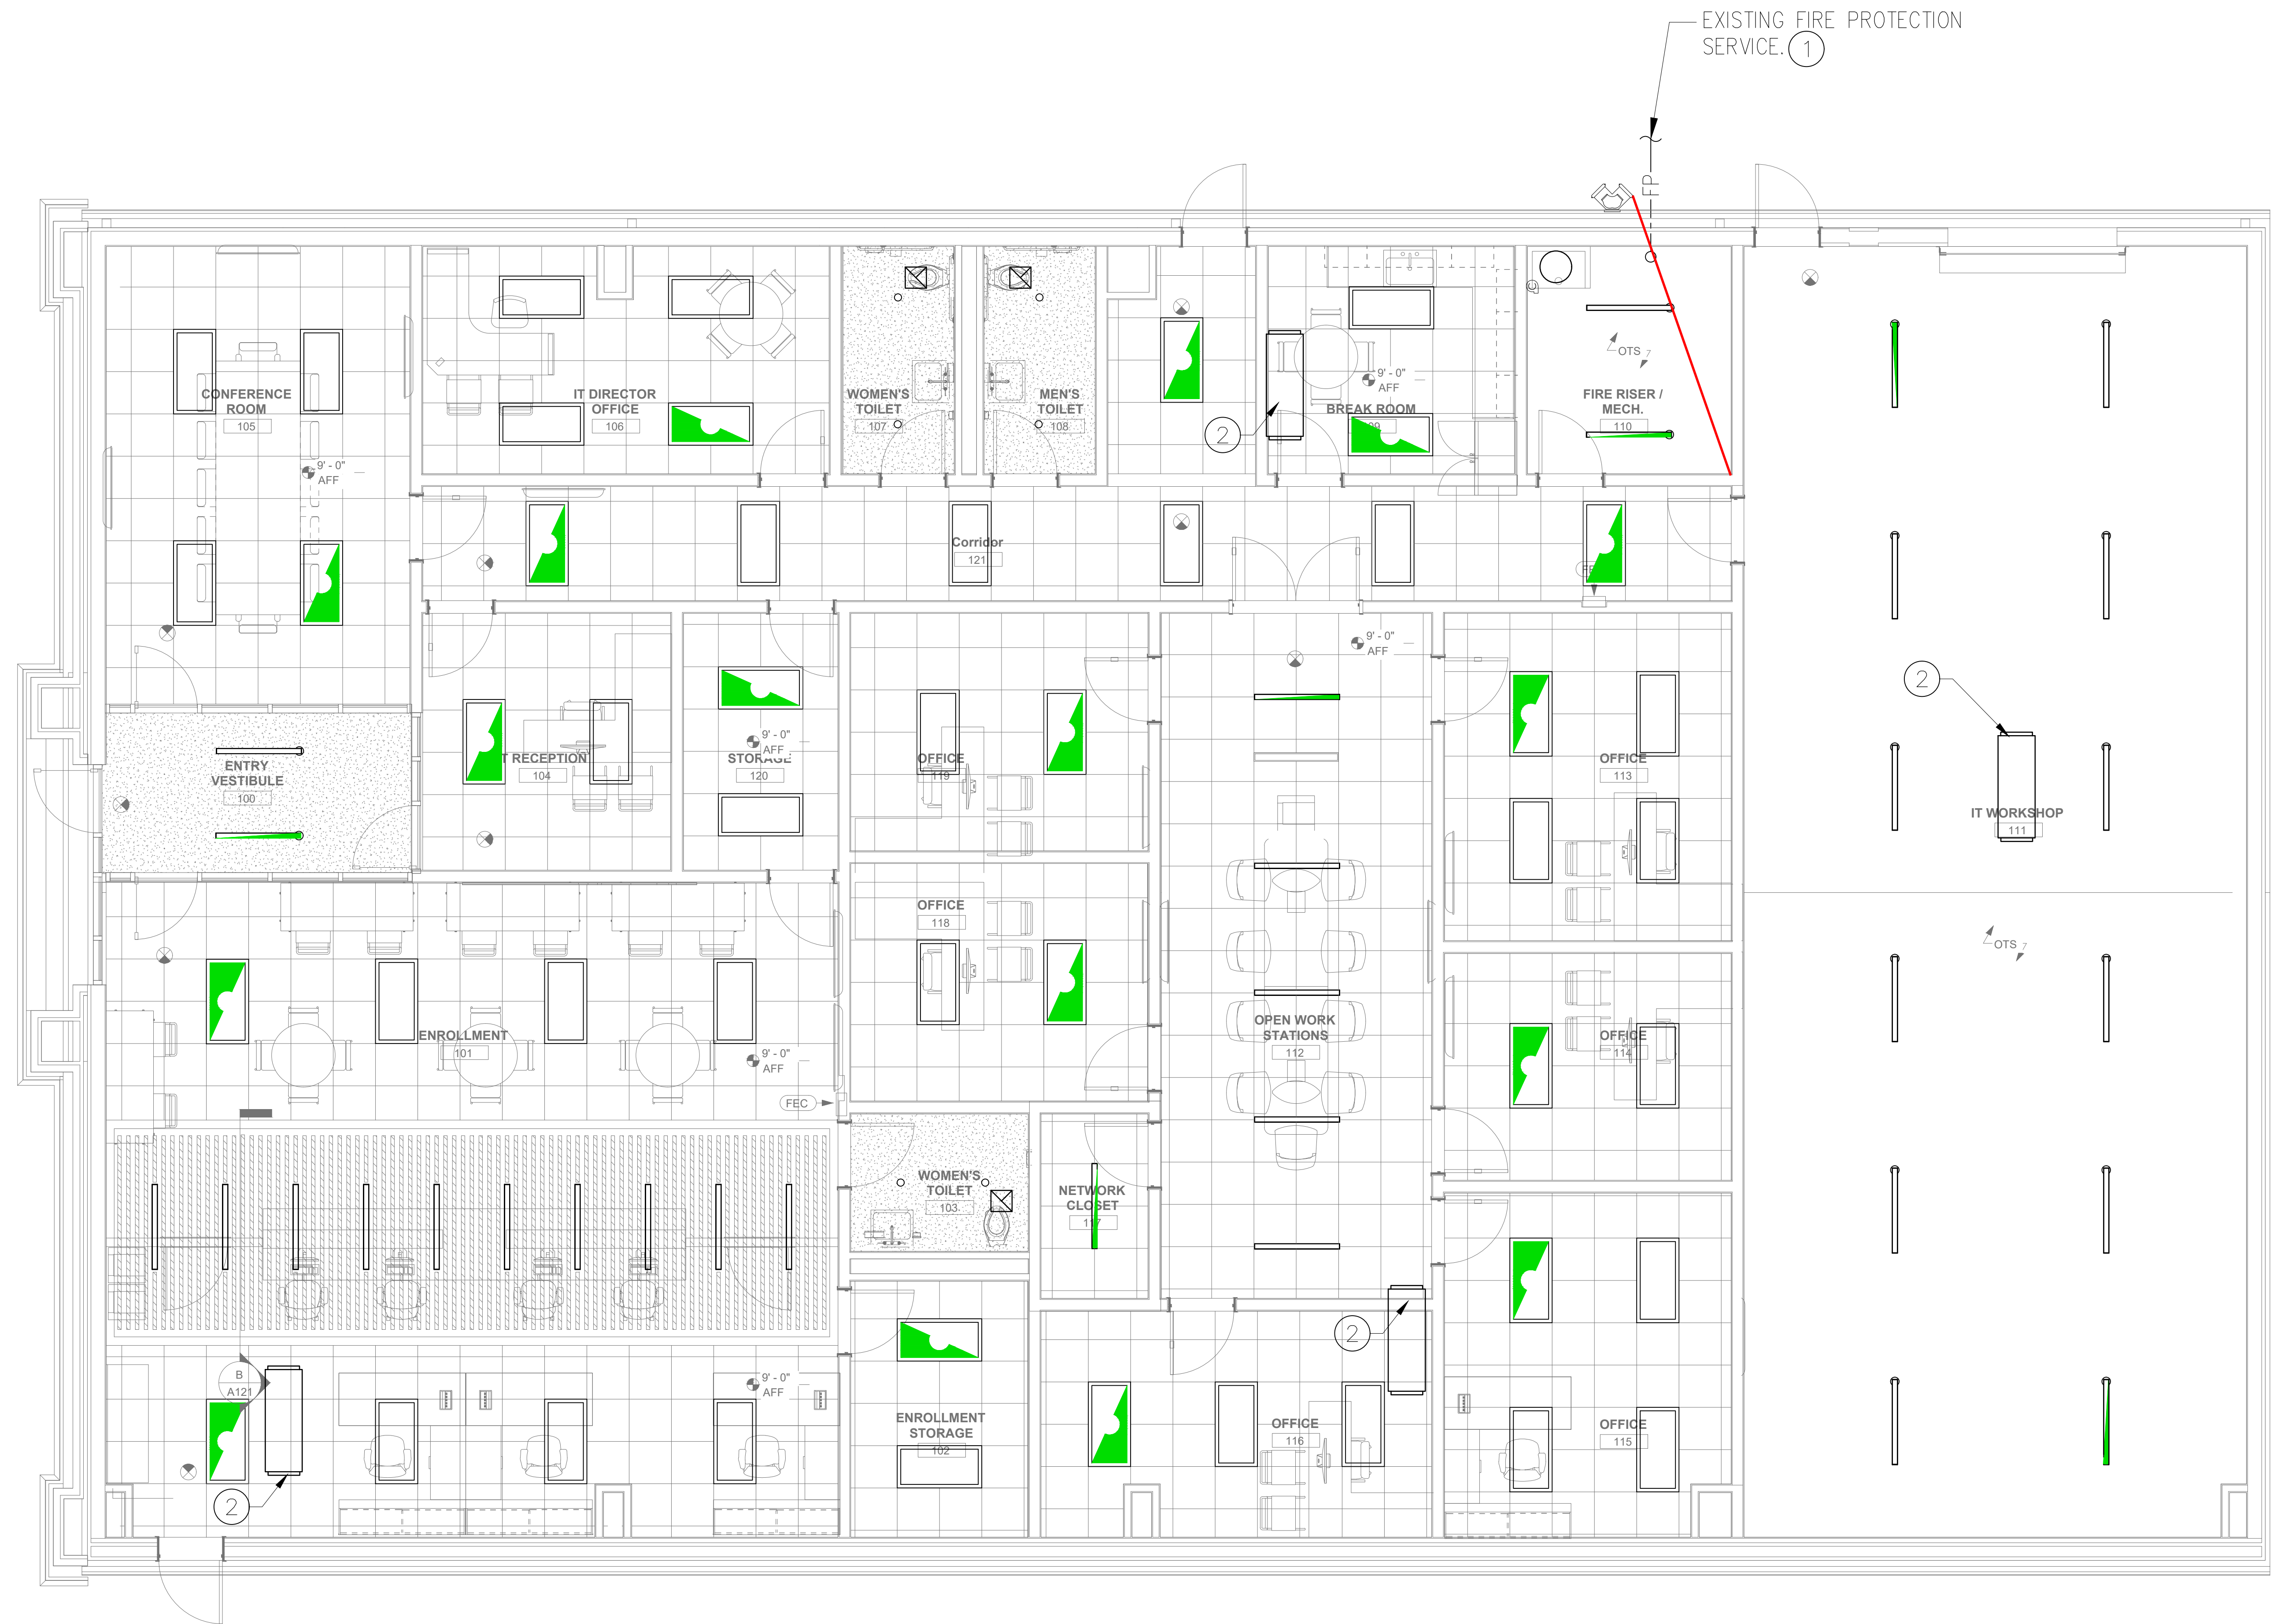 EXISTING FIRE PROTECTION
SERVICE. 1
FP
CONFERENCE
ROOM
105
9' - 0"
AFF
IT DIRECTOR
OFFICE
106
WOMEN'S
TOILET
107
MEN'S
TOILET
108
2
9' - 0"
AFF
BREAK ROOM
OTS 7
FIRE RISER /
MECH.
110
Corridor
121
ENTRY
VESTIBULE
100
T RECEPTION
104
9' - 0"
AFF
STORAGE
120
OFFICE
119
9' - 0"
AFF
OFFICE
113
2
IT WORKSHOP
111
OTS 7
OFFICE
118
ENROLLMENT
101
9' - 0"
AFF
FEC
OPEN WORK
STATIONS
112
OFFICE
114
WOMEN'S
TOILET
103
NETWORK
CLOSET
117
B
A121
2
9' - 0"
AFF
ENROLLMENT
STORAGE
102
2
OFFICE
116
OFFICE
115